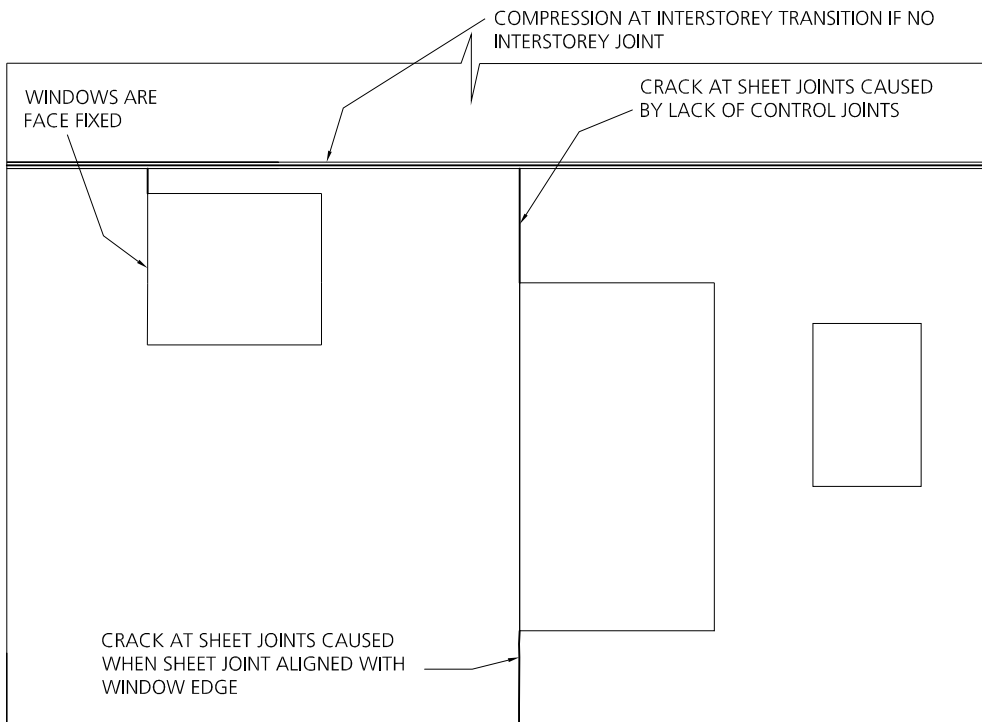 COMPRESSION AT INTERSTOREY TRANSITION IF NO
INTERSTOREY JOINT
WINDOWS ARE
FACE FIXED
CRACK AT SHEET JOINTS CAUSED
BY LACK OF CONTROL JOINTS
CRACK AT SHEET JOINTS CAUSED
WHEN SHEET JOINT ALIGNED WITH
WINDOW EDGE